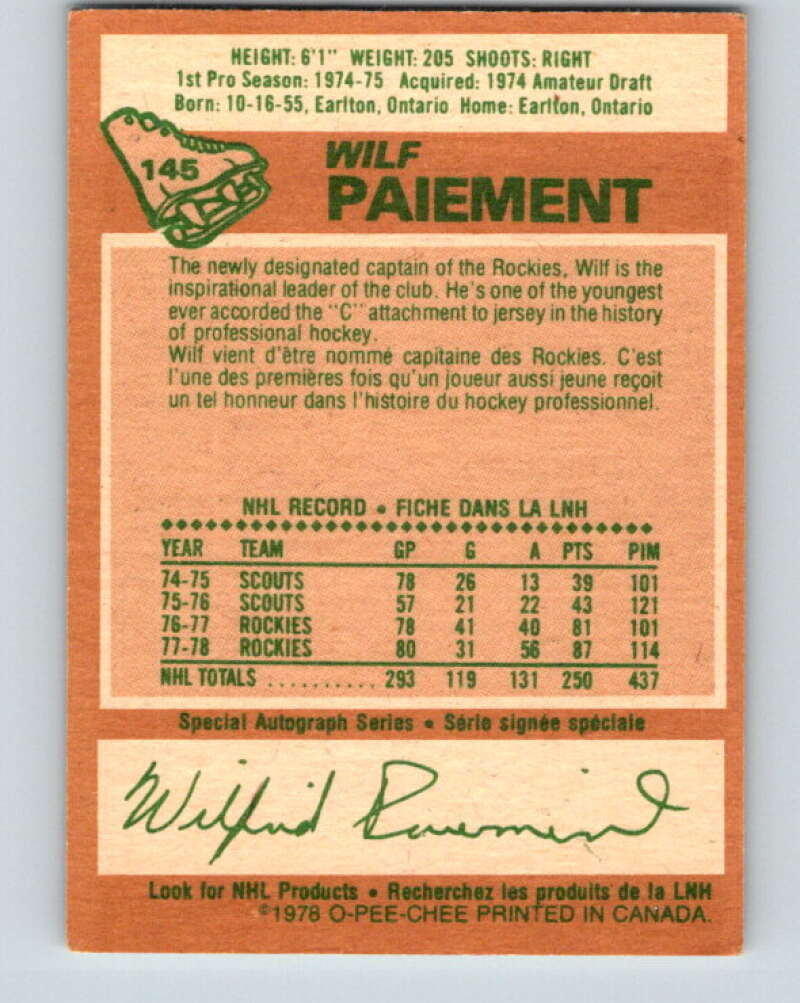 HEIGHT: 6'1" WEIGHT: 205 SHOOTS: RIGHT
1st Pro Season: 1974-75 Acquired: 1974 Amateur Draft
Born: 10-16-55, Earlton, Ontario Home: Earlton, Ontario
145
WILF
PAIEMENT
The newly designated captain of the Rockies, Wilf is the
inspirational leader of the club. He's one of the youngest
ever accorded the "C" attachment to jersey in the history
of professional hockey.
Wilf vient d'être nommé capitaine des Rockies. C'est
l'une des premières fois qu'un joueur aussi jeune reçoit
un tel honneur dans l'histoire du hockey professionnel.
NHL RECORD • FICHE DANS LA LNH
YEAR TEAM GP G A PTS PIM
74-75 SCOUTS 78 26 13 39 101
75-76 SCOUTS 57 21 22 43 121
76-77 ROCKIES 78 41 40 81 101
77-78 ROCKIES 80 31 56 87 114
NHL TOTALS .......... 293 119 131 250 437
Special Autograph Series • Série signée spéciale
Wilfrid Paiement
Look for NHL Products • Recherchez les produits de la LNH
©1978 O-PEE-CHEE PRINTED IN CANADA.